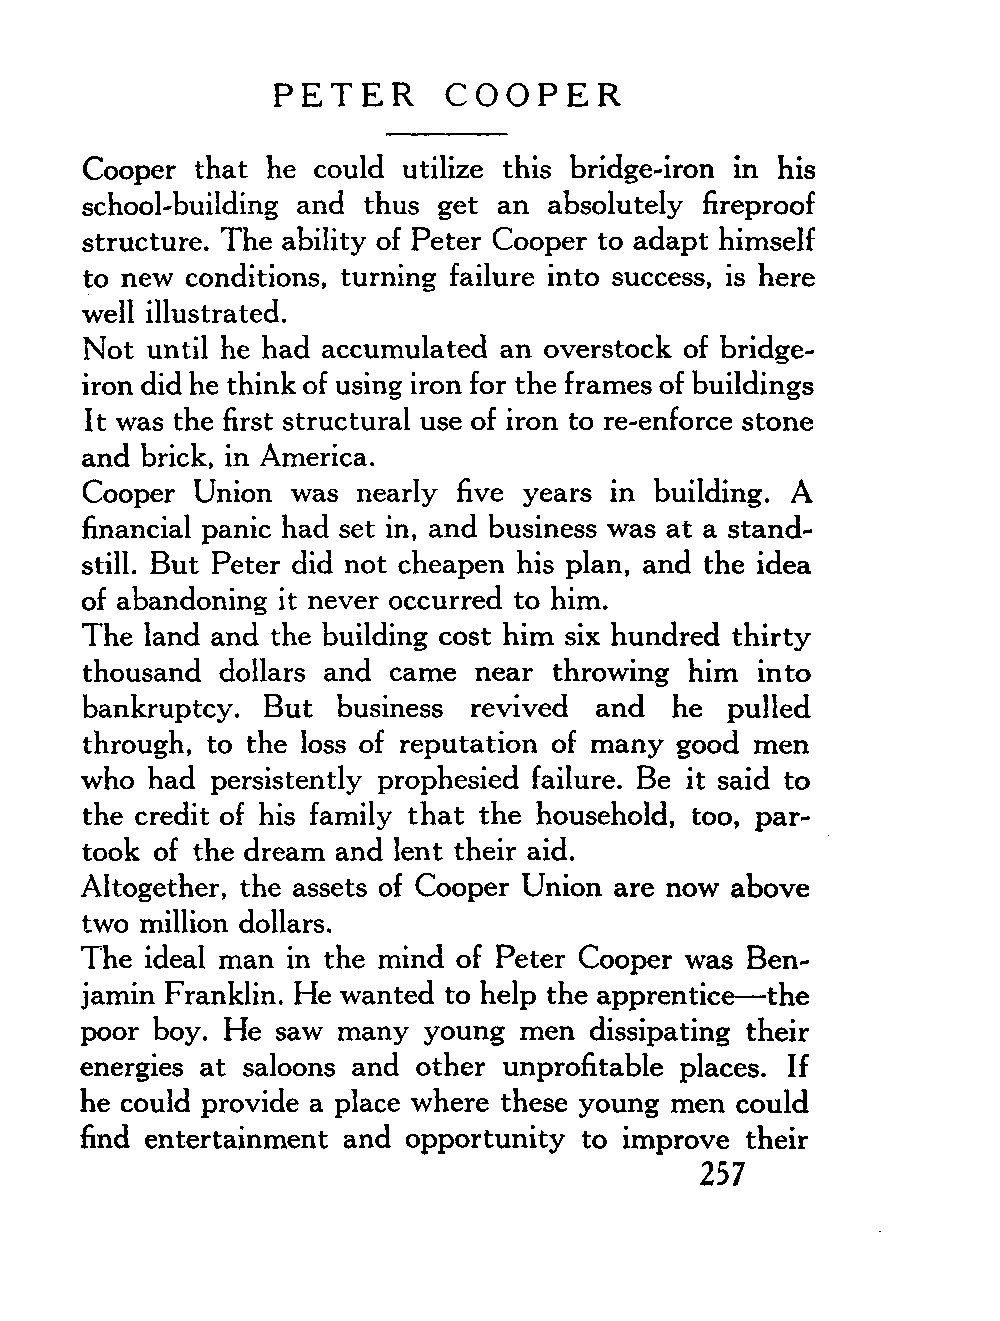 PETER COOPER
Cooper that he could utilize this bridge-iron in his
school-building and thus get an absolutely fireproof
structure. The ability of Peter Cooper to adapt himself
to new conditions, turning failure into success, is here
well illustrated.
Not until he had accumulated an overstock of bridge-
iron did he think of using iron for the frames of buildings
It was the first structural use of iron to re-enforce stone
and brick, in America.
Cooper Union was nearly five years in building. A
financial panic had set in, and business was at a stand-
still. But Peter did not cheapen his plan, and the idea
of abandoning it never occurred to him.
The land and the building cost him six hundred thirty
thousand dollars and came near throwing him into
bankruptcy. But business revived and he pulled
through, to the loss of reputation of many good men
who had persistently prophesied failure. Be it said to
the credit of his family that the household, too, par-
took of the dream and lent their aid.
Altogether, the assets of Cooper Union are now above
two million dollars.
The ideal man in the mind of Peter Cooper was Ben-
jamin Franklin. He wanted to help the apprentice—the
poor boy. He saw many young men dissipating their
energies at saloons and other unprofitable places. If
he could provide a place where these young men could
find entertainment and opportunity to improve their
257